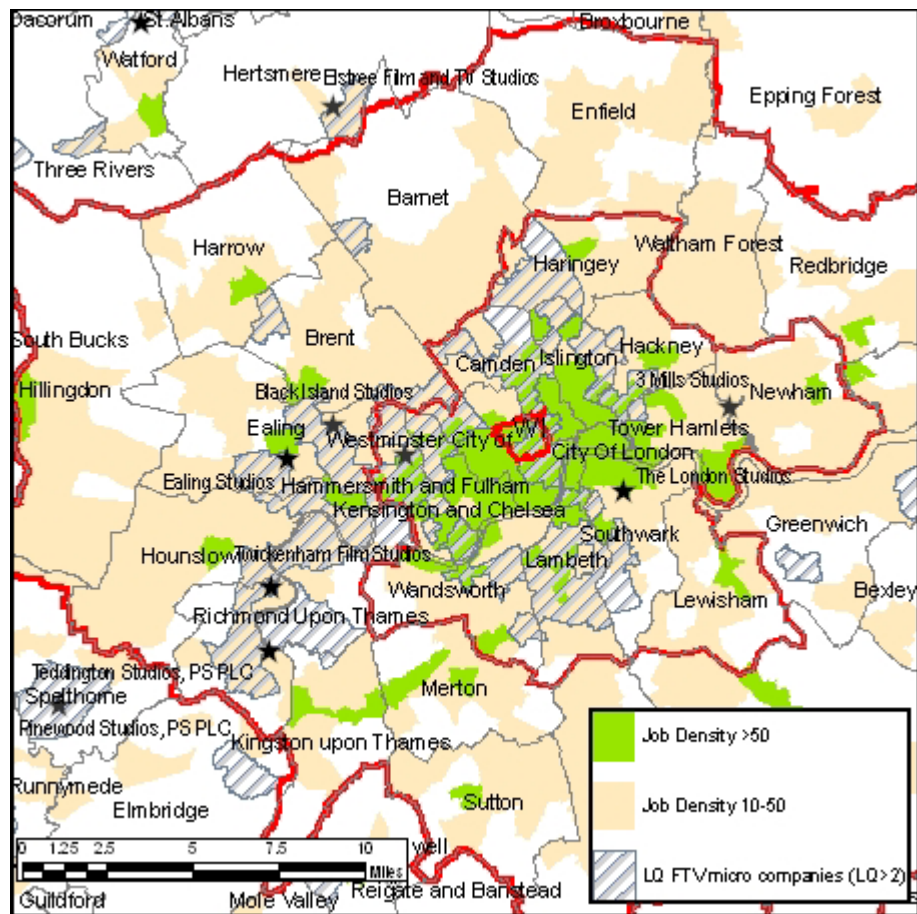 Dacorum
St.Albans
Broxbourne
Watford
Hertsmere
Elstree Film and TV Studios
Epping Forest
Enfield
Three Rivers
Barnet
Harrow
Haringey
Waltham Forest
Redbridge
South Bucks
Brent
Camden
Islington
Hackney
Hillingdon
Black Island Studios
3 Mills Studios
Newham
Ealing
Westminster City of
W1
Tower Hamlets
City Of London
Ealing Studios
Hammersmith and Fulham
The London Studios
Kensington and Chelsea
Southwark
Greenwich
Hounslow
Twickenham Film Studios
Lambeth
Wandsworth
Lewisham
Bexley
Richmond Upon Thames
Teddington Studios, PS PLC
Spelthorne
Merton
Pinewood Studios, PS PLC
Kingston upon Thames
Job Density >50
Runnymede
Elmbridge
Sutton
Job Density 10-50
0 1.25 2.5 5 7.5 10
Miles
well
LQ FTV/micro companies (LQ>2)
Guildford
Mole Valley
Reigate and Banstead